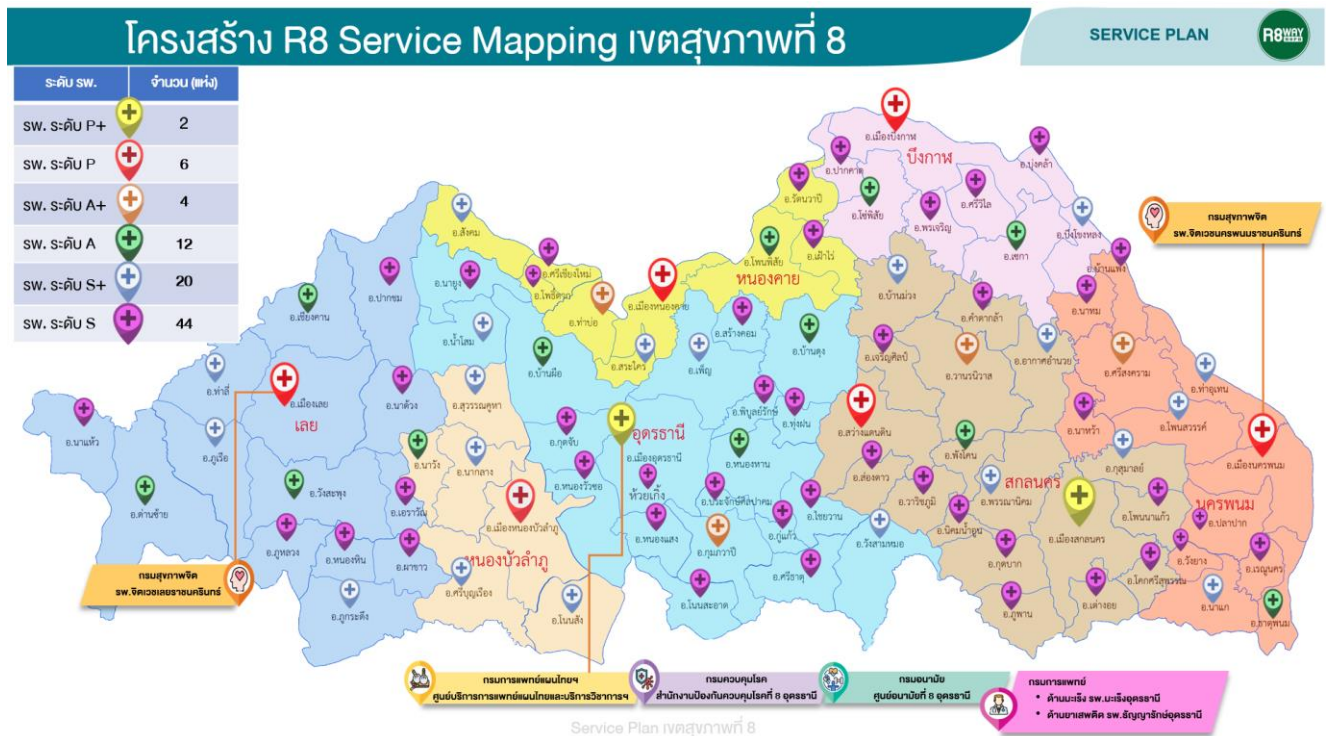 โครงสร้าง R8 Service Mapping เขตสุขภาพที่ 8
SERVICE PLAN
R8WAY
ระดับ รพ. จำนวน (แห่ง)
รพ. ระดับ P+ 2
รพ. ระดับ P 6
รพ. ระดับ A+ 4
รพ. ระดับ A 12
รพ. ระดับ S+ 20
รพ. ระดับ S 44
อ.เมืองบึงกาฬ
บึงกาฬ
อ.บุ่งคล้า
อ.ปากคาด
อ.รัตนวาปี
อ.โซ่พิสัย
อ.พรเจริญ
อ.ศรีวิไล
อ.เซกา
อ.บึงโขงหลง
กรมสุขภาพจิต
รพ.จิตเวชนครพนมราชนครินทร์
อ.สังคม
อ.ศรีเชียงใหม่
อ.โพธิ์ตาก
อ.ท่าบ่อ
อ.เมืองหนองคาย
อ.สระใคร
อ.โพนพิสัย
อ.เฝ้าไร่
หนองคาย
อ.บ้านแพง
อ.นาทม
อ.ศรีสงคราม
อ.ท่าอุเทน
อ.โพนสวรรค์
อ.นาหว้า
อ.เมืองนครพนม
นครพนม
อ.ปลาปาก
อ.วังยาง
อ.เรณูนคร
อ.นาแก
อ.ธาตุพนม
อ.ปากชม
อ.เชียงคาน
อ.ท่าลี่
อ.เมืองเลย
เลย
อ.นาด้วง
อ.นาแห้ว
อ.ภูเรือ
อ.ด่านซ้าย
อ.วังสะพุง
อ.เอราวัณ
อ.ภูหลวง
อ.หนองหิน
อ.ผาขาว
อ.ภูกระดึง
อ.สุวรรณคูหา
อ.นาวัง
อ.นากลาง
อ.เมืองหนองบัวลำภู
หนองบัวลำภู
อ.ศรีบุญเรือง
อ.โนนสัง
อ.นายูง
อ.น้ำโสม
อ.บ้านผือ
อ.เพ็ญ
อ.สร้างคอม
อ.บ้านดุง
อ.พิบูลย์รักษ์
อ.ทุ่งฝน
อ.กุดจับ
อุดรธานี
อ.เมืองอุดรธานี
อ.หนองวัวซอ
ห้วยเกิ้ง
อ.หนองหาน
อ.ประจักษ์ศิลปาคม
อ.หนองแสง
อ.กุมภวาปี
อ.กู่แก้ว
อ.ไชยวาน
อ.วังสามหมอ
อ.ศรีธาตุ
อ.โนนสะอาด
อ.บ้านม่วง
อ.คำตากล้า
อ.เจริญศิลป์
อ.วานรนิวาส
อ.อากาศอำนวย
อ.สว่างแดนดิน
อ.ส่องดาว
อ.พังโคน
อ.วาริชภูมิ
อ.นิคมน้ำอูน
อ.พรรณานิคม
สกลนคร
อ.กุสุมาลย์
อ.เมืองสกลนคร
อ.โพนนาแก้ว
อ.กุดบาก
อ.ภูพาน
อ.เต่างอย
อ.โคกศรีสุพรรณ
กรมสุขภาพจิต
รพ.จิตเวชเลยราชนครินทร์
กรมการแพทย์แผนไทยฯ
ศูนย์บริการการแพทย์แผนไทยและบริการวิชาการฯ
กรมควบคุมโรค
สำนักงานป้องกันควบคุมโรคที่ 8 อุดรธานี
กรมอนามัย
ศูนย์อนามัยที่ 8 อุดรธานี
กรมการแพทย์
• ด้านมะเร็ง รพ.มะเร็งอุดรธานี
• ด้านยาเสพติด รพ.ธัญญารักษ์อุดรธานี
Service Plan เขตสุขภาพที่ 8